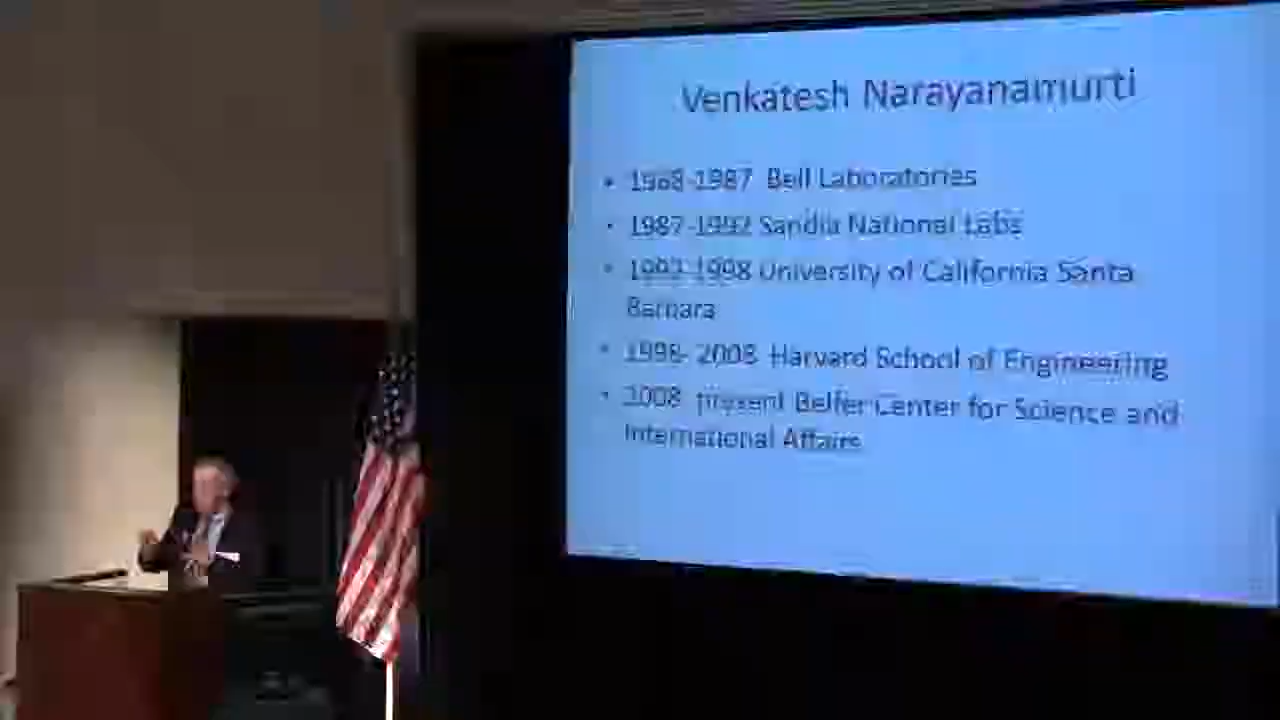 Venkatesh Narayanamurti
• 1968-1987 Bell Laboratories
• 1987-1992 Sandia National Labs
• 1992-1998 University of California Santa
Barbara
• 1998- 2008 Harvard School of Engineering
• 2008 present Belfer Center for Science and
International Affairs